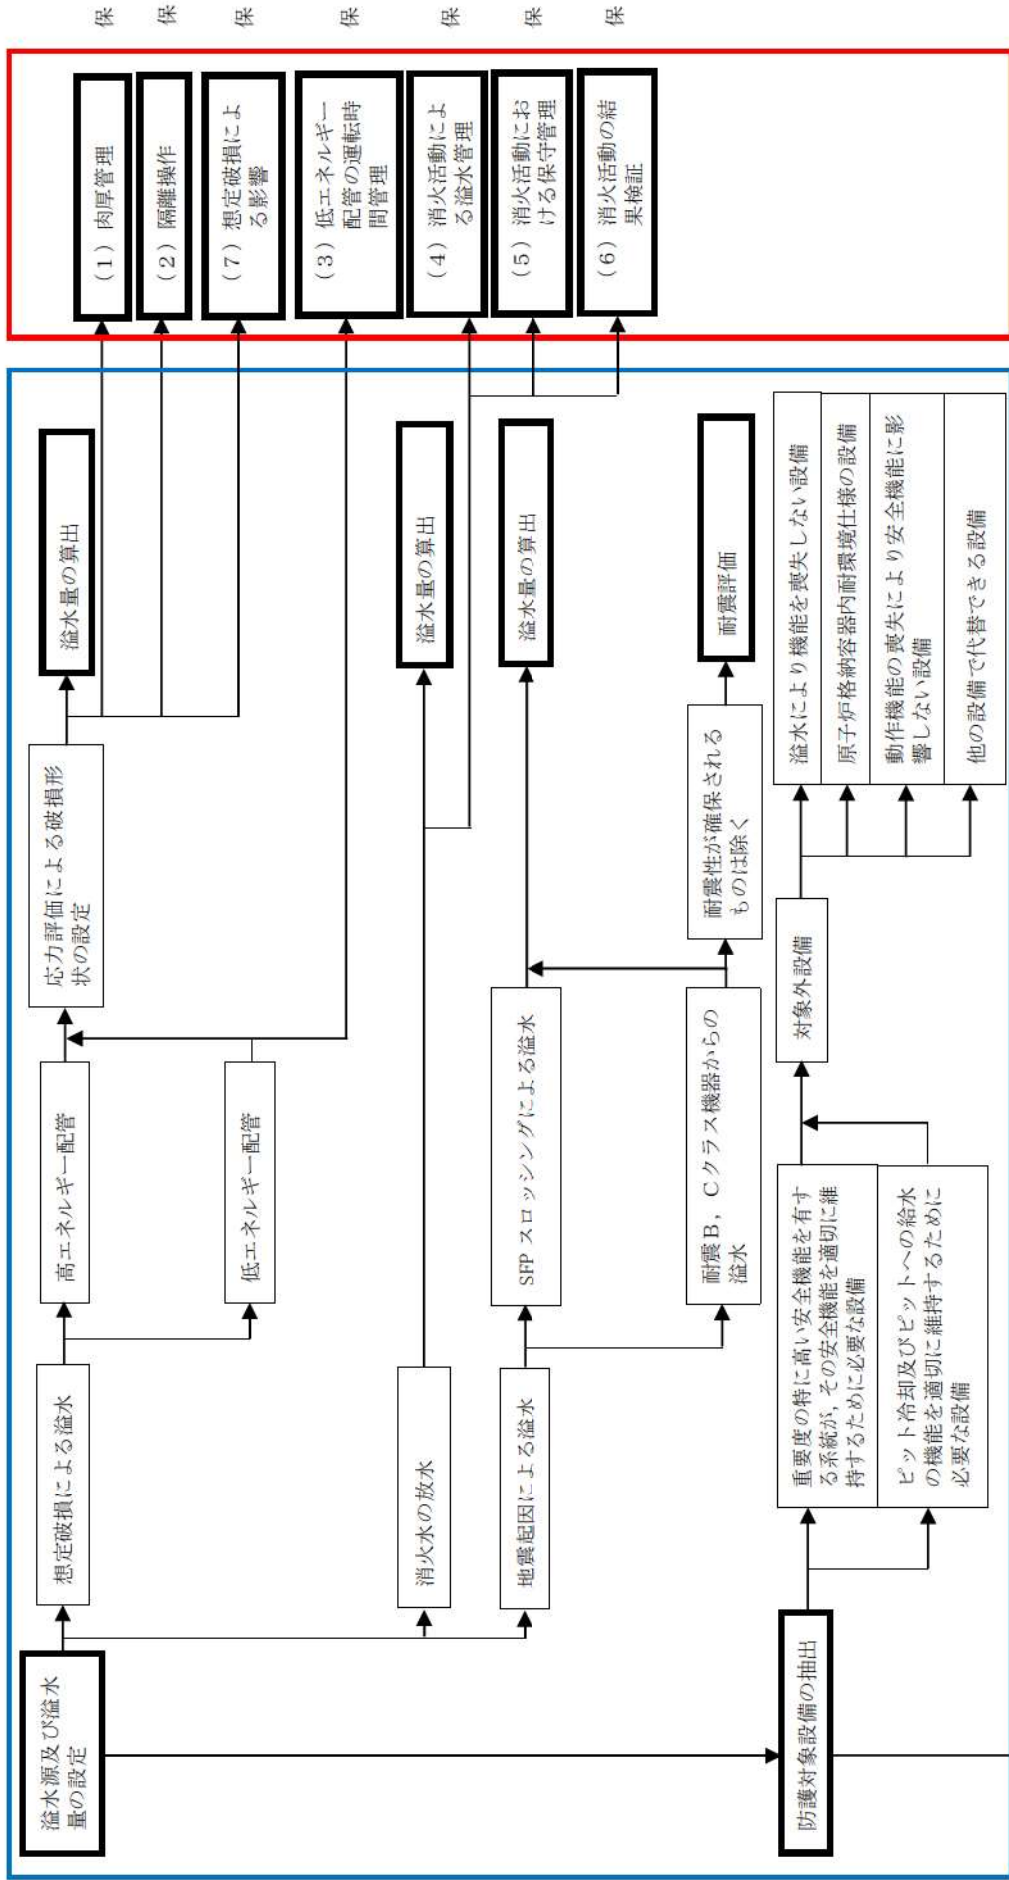 溢水源及び溢水
量の設定
想定破損による溢水
高エネルギー配管
応力評価による破損形
状の設定
溢水量の算出
(1) 肉厚管理
保
(2) 隔離操作
保
(7) 想定破損によ
る影響
保
低エネルギー配管
(3) 低エネルギー
配管の運転時
間管理
保
消火水の放水
溢水量の算出
(4) 消火活動によ
る溢水管理
保
(5) 消火活動にお
ける保守管理
保
(6) 消火活動の結
果検証
保
地震起因による溢水
SFP スロッシングによる溢水
溢水量の算出
耐震B，Cクラス機器からの
溢水
耐震性が確保される
ものは除く
耐震評価
防護対象設備の抽出
重要度の特に高い安全機能を有す
る系統が，その安全機能を適切に維
持するために必要な設備
ピット冷却及びピットへの給水
の機能を適切に維持するために
必要な設備
対象外設備
溢水により機能を喪失しない設備
原子炉格納容器内耐環境仕様の設備
動作機能の喪失により安全機能に影
響しない設備
他の設備で代替できる設備